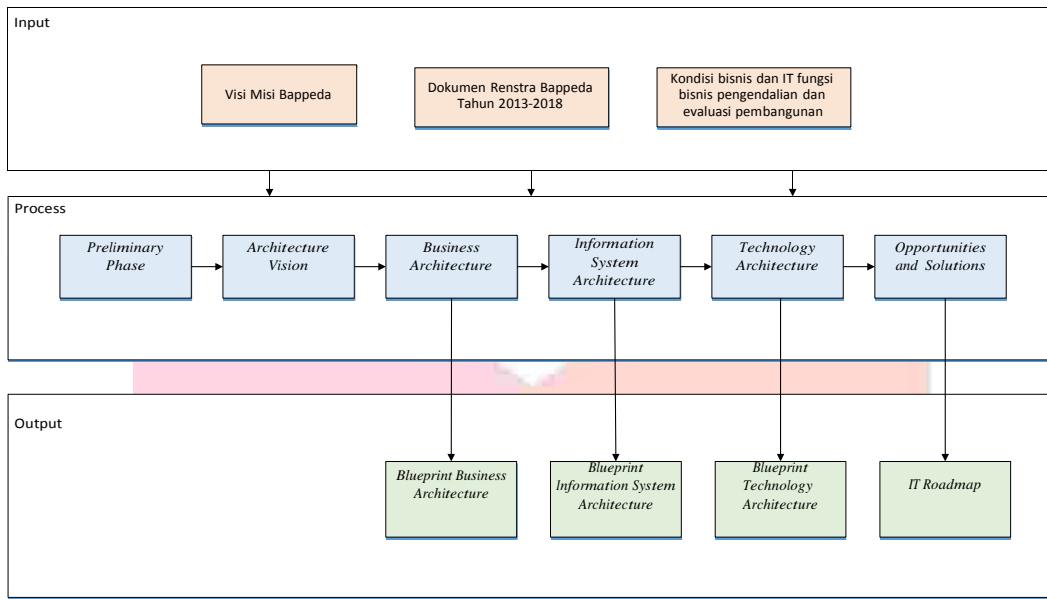 Input
Visi Misi Bappeda
Dokumen Renstra Bappeda
Tahun 2013-2018
Kondisi bisnis dan IT fungsi
bisnis pengendalian dan
evaluasi pembangunan
Process
Preliminary
Phase
Architecture
Vision
Business
Architecture
Information
System
Architecture
Technology
Architecture
Opportunities
and Solutions
Output
Blueprint Business
Architecture
Blueprint
Information System
Architecture
Blueprint
Technology
Architecture
IT Roadmap